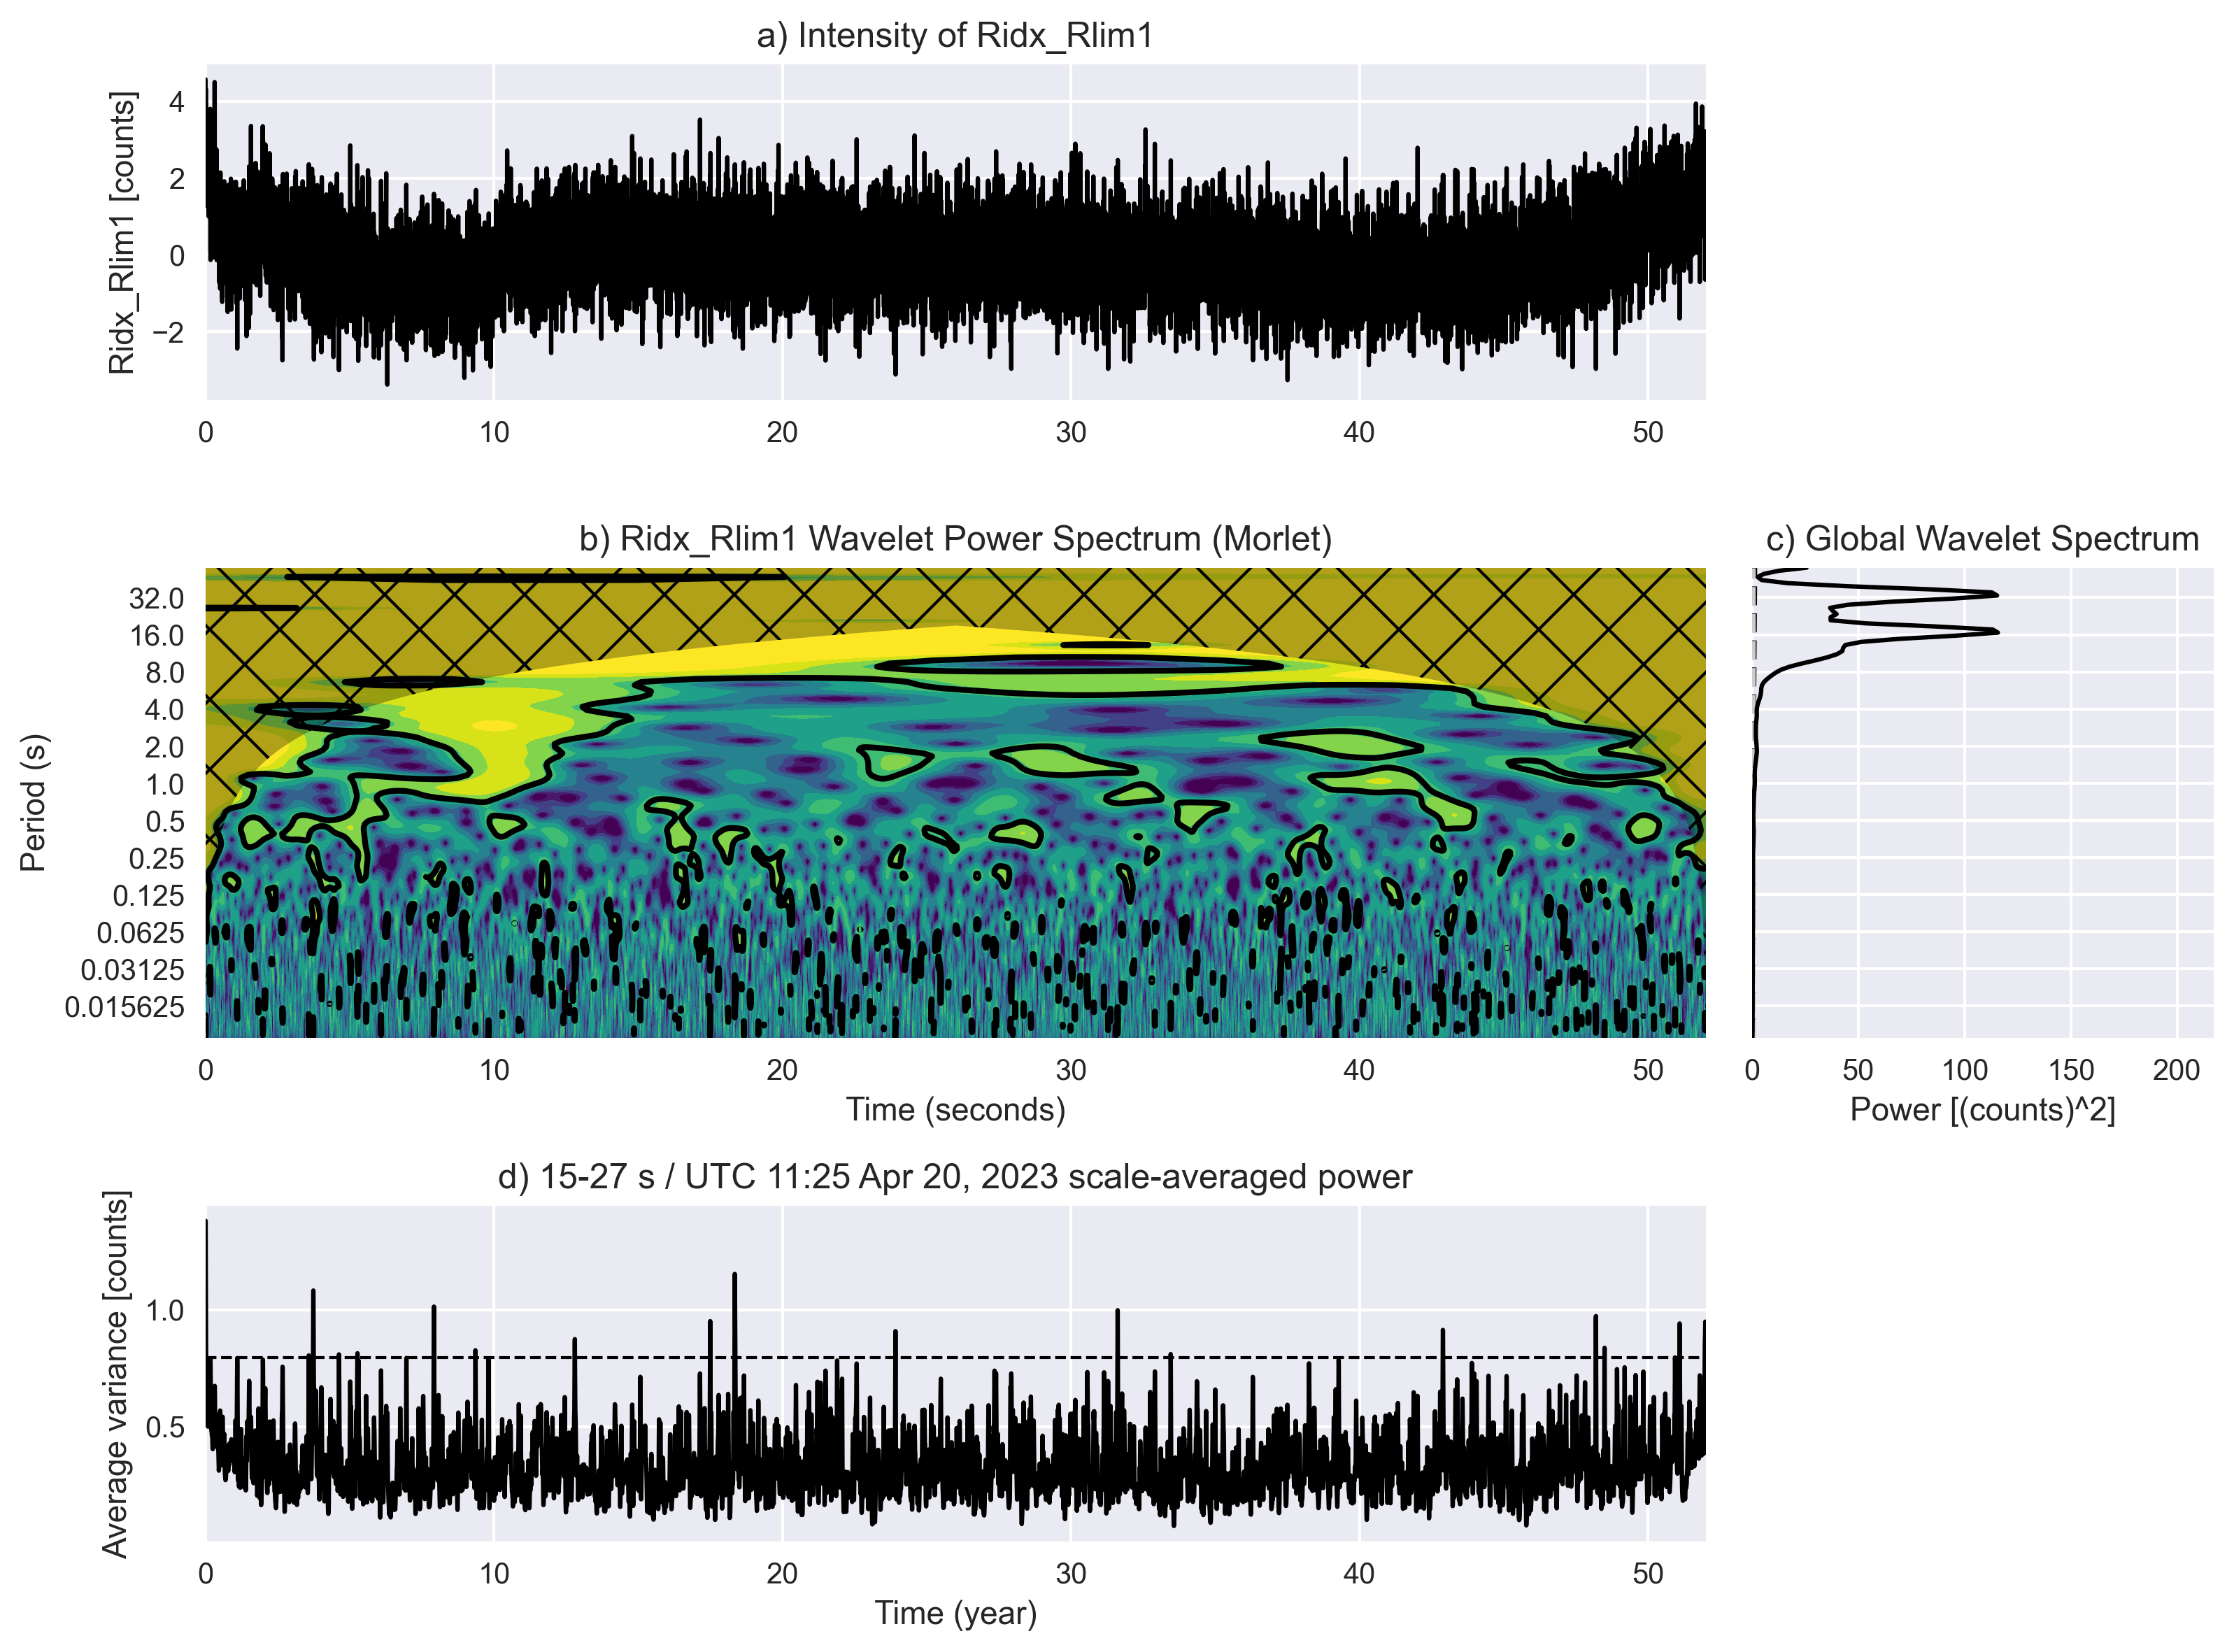 a) Intensity of Ridx_Rlim1
Ridx_Rlim1 [counts]
4
2
0
−2
0 10 20 30 40 50
b) Ridx_Rlim1 Wavelet Power Spectrum (Morlet)
Period (s)
32.0
16.0
8.0
4.0
2.0
1.0
0.5
0.25
0.125
0.0625
0.03125
0.015625
0 10 20 30 40 50
Time (seconds)
c) Global Wavelet Spectrum
0 50 100 150 200
Power [(counts)^2]
d) 15-27 s / UTC 11:25 Apr 20, 2023 scale-averaged power
Average variance [counts]
1.0
0.5
0 10 20 30 40 50
Time (year)